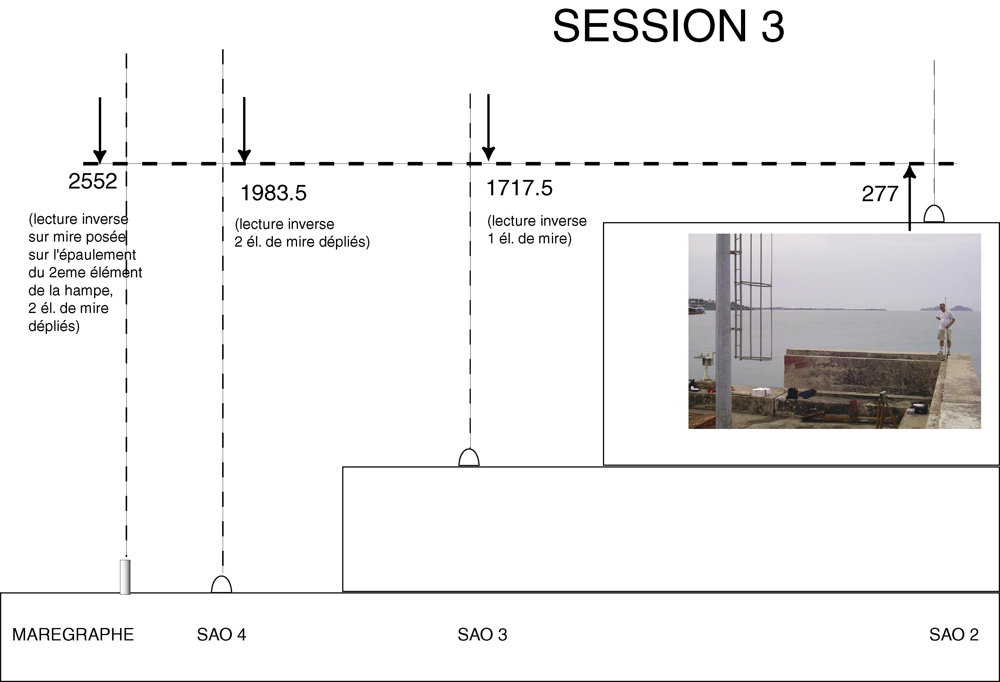 SESSION 3
2552
(lecture inverse
sur mire posée
sur l'épaulement
du 2eme élément
de la hampe,
2 él. de mire
dépliés)
1983.5
(lecture inverse
2 él. de mire dépliés)
1717.5
(lecture inverse
1 él. de mire)
277
MAREGRAPHE
SAO 4
SAO 3
SAO 2